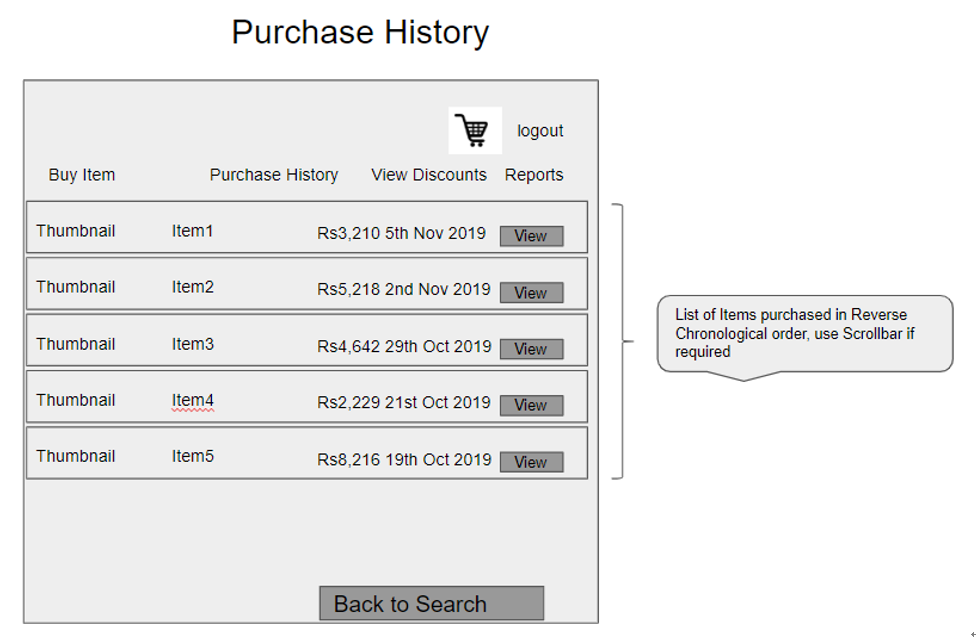 Purchase History
logout
Buy Item Purchase History View Discounts Reports
Thumbnail Item1 Rs3,210 5th Nov 2019 View
Thumbnail Item2 Rs5,218 2nd Nov 2019 View
Thumbnail Item3 Rs4,642 29th Oct 2019 View
Thumbnail Item4 Rs2,229 21st Oct 2019 View
Thumbnail Item5 Rs8,216 19th Oct 2019 View
List of Items purchased in Reverse
Chronological order, use Scrollbar if
required
Back to Search